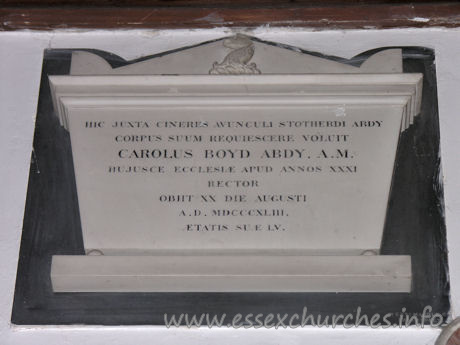 HIC JUXTA CINERES AVUNCULI STOTHERDI ABDY
CORPUS SUUM REQUIESCERE VOLUIT
CAROLUS BOYD ABDY, A.M.
HUJUSCE ECCLESIÆ APUD ANNOS XXXI
RECTOR
OBIIT XX DIE AUGUSTI
A.D. MDCCCXLIII.
ÆTATIS SUÆ LV.
www.essexchurches.info